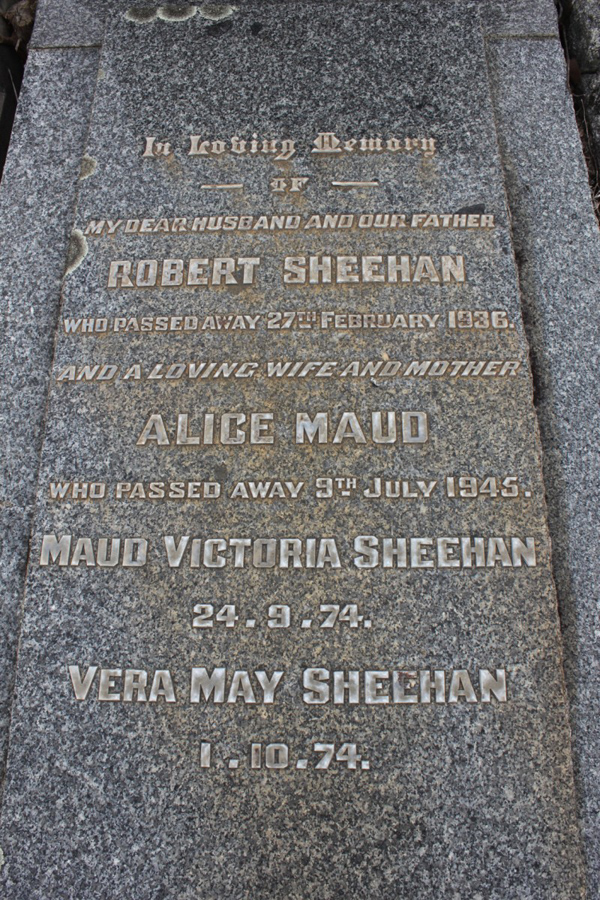 In Loving Memory
— OF —
MY DEAR HUSBAND AND OUR FATHER
ROBERT SHEEHAN
WHO PASSED AWAY 27TH FEBRUARY 1936.
AND A LOVING WIFE AND MOTHER
ALICE MAUD
WHO PASSED AWAY 9TH JULY 1945.
MAUD VICTORIA SHEEHAN
24.9.74.
VERA MAY SHEEHAN
1.10.74.